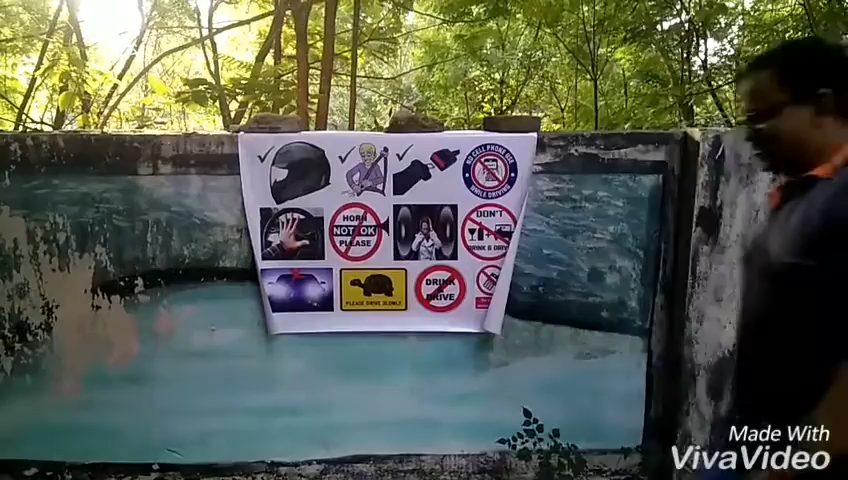 NO CELL PHONE USE
WHILE DRIVING
HORN
NOT OK
PLEASE
DON'T
DRINK & DRIVE
PLEASE DRIVE SLOWLY
DRINK
DRIVE
Made With
VivaVideo